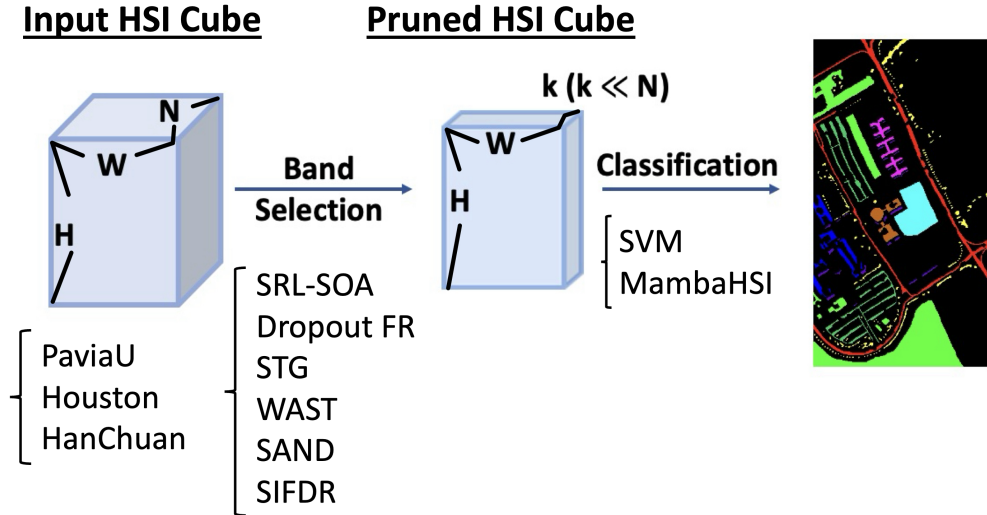 Input HSI Cube
Pruned HSI Cube
N
W
H
Band
Selection
k (k ≪ N)
W
H
Classification
PaviaU
Houston
HanChuan
SRL-SOA
Dropout FR
STG
WAST
SAND
SIFDR
SVM
MambaHSI